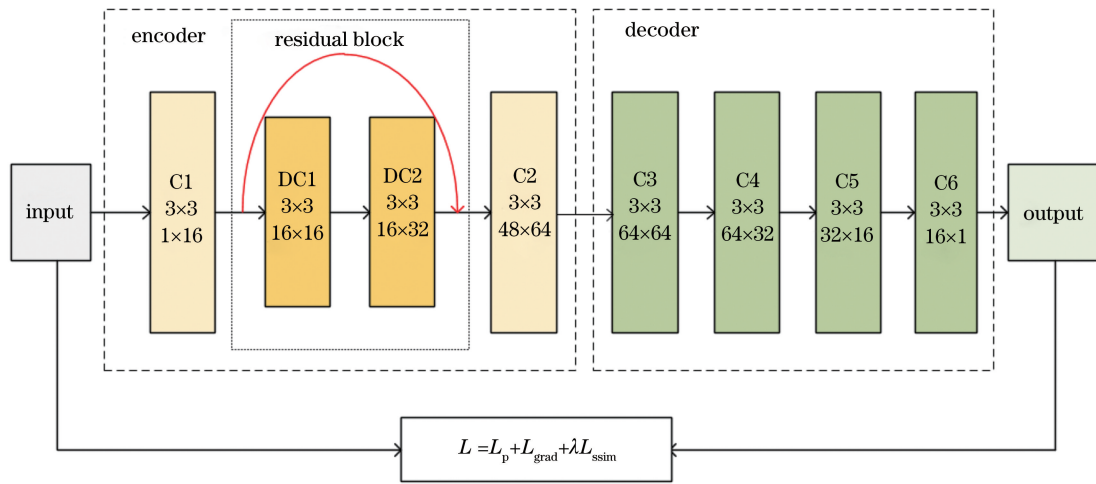 encoder
residual block
decoder
input
C1
3×3
1×16
DC1
3×3
16×16
DC2
3×3
16×32
C2
3×3
48×64
C3
3×3
64×64
C4
3×3
64×32
C5
3×3
32×16
C6
3×3
16×1
output
L =Lp+Lgrad+λLssim